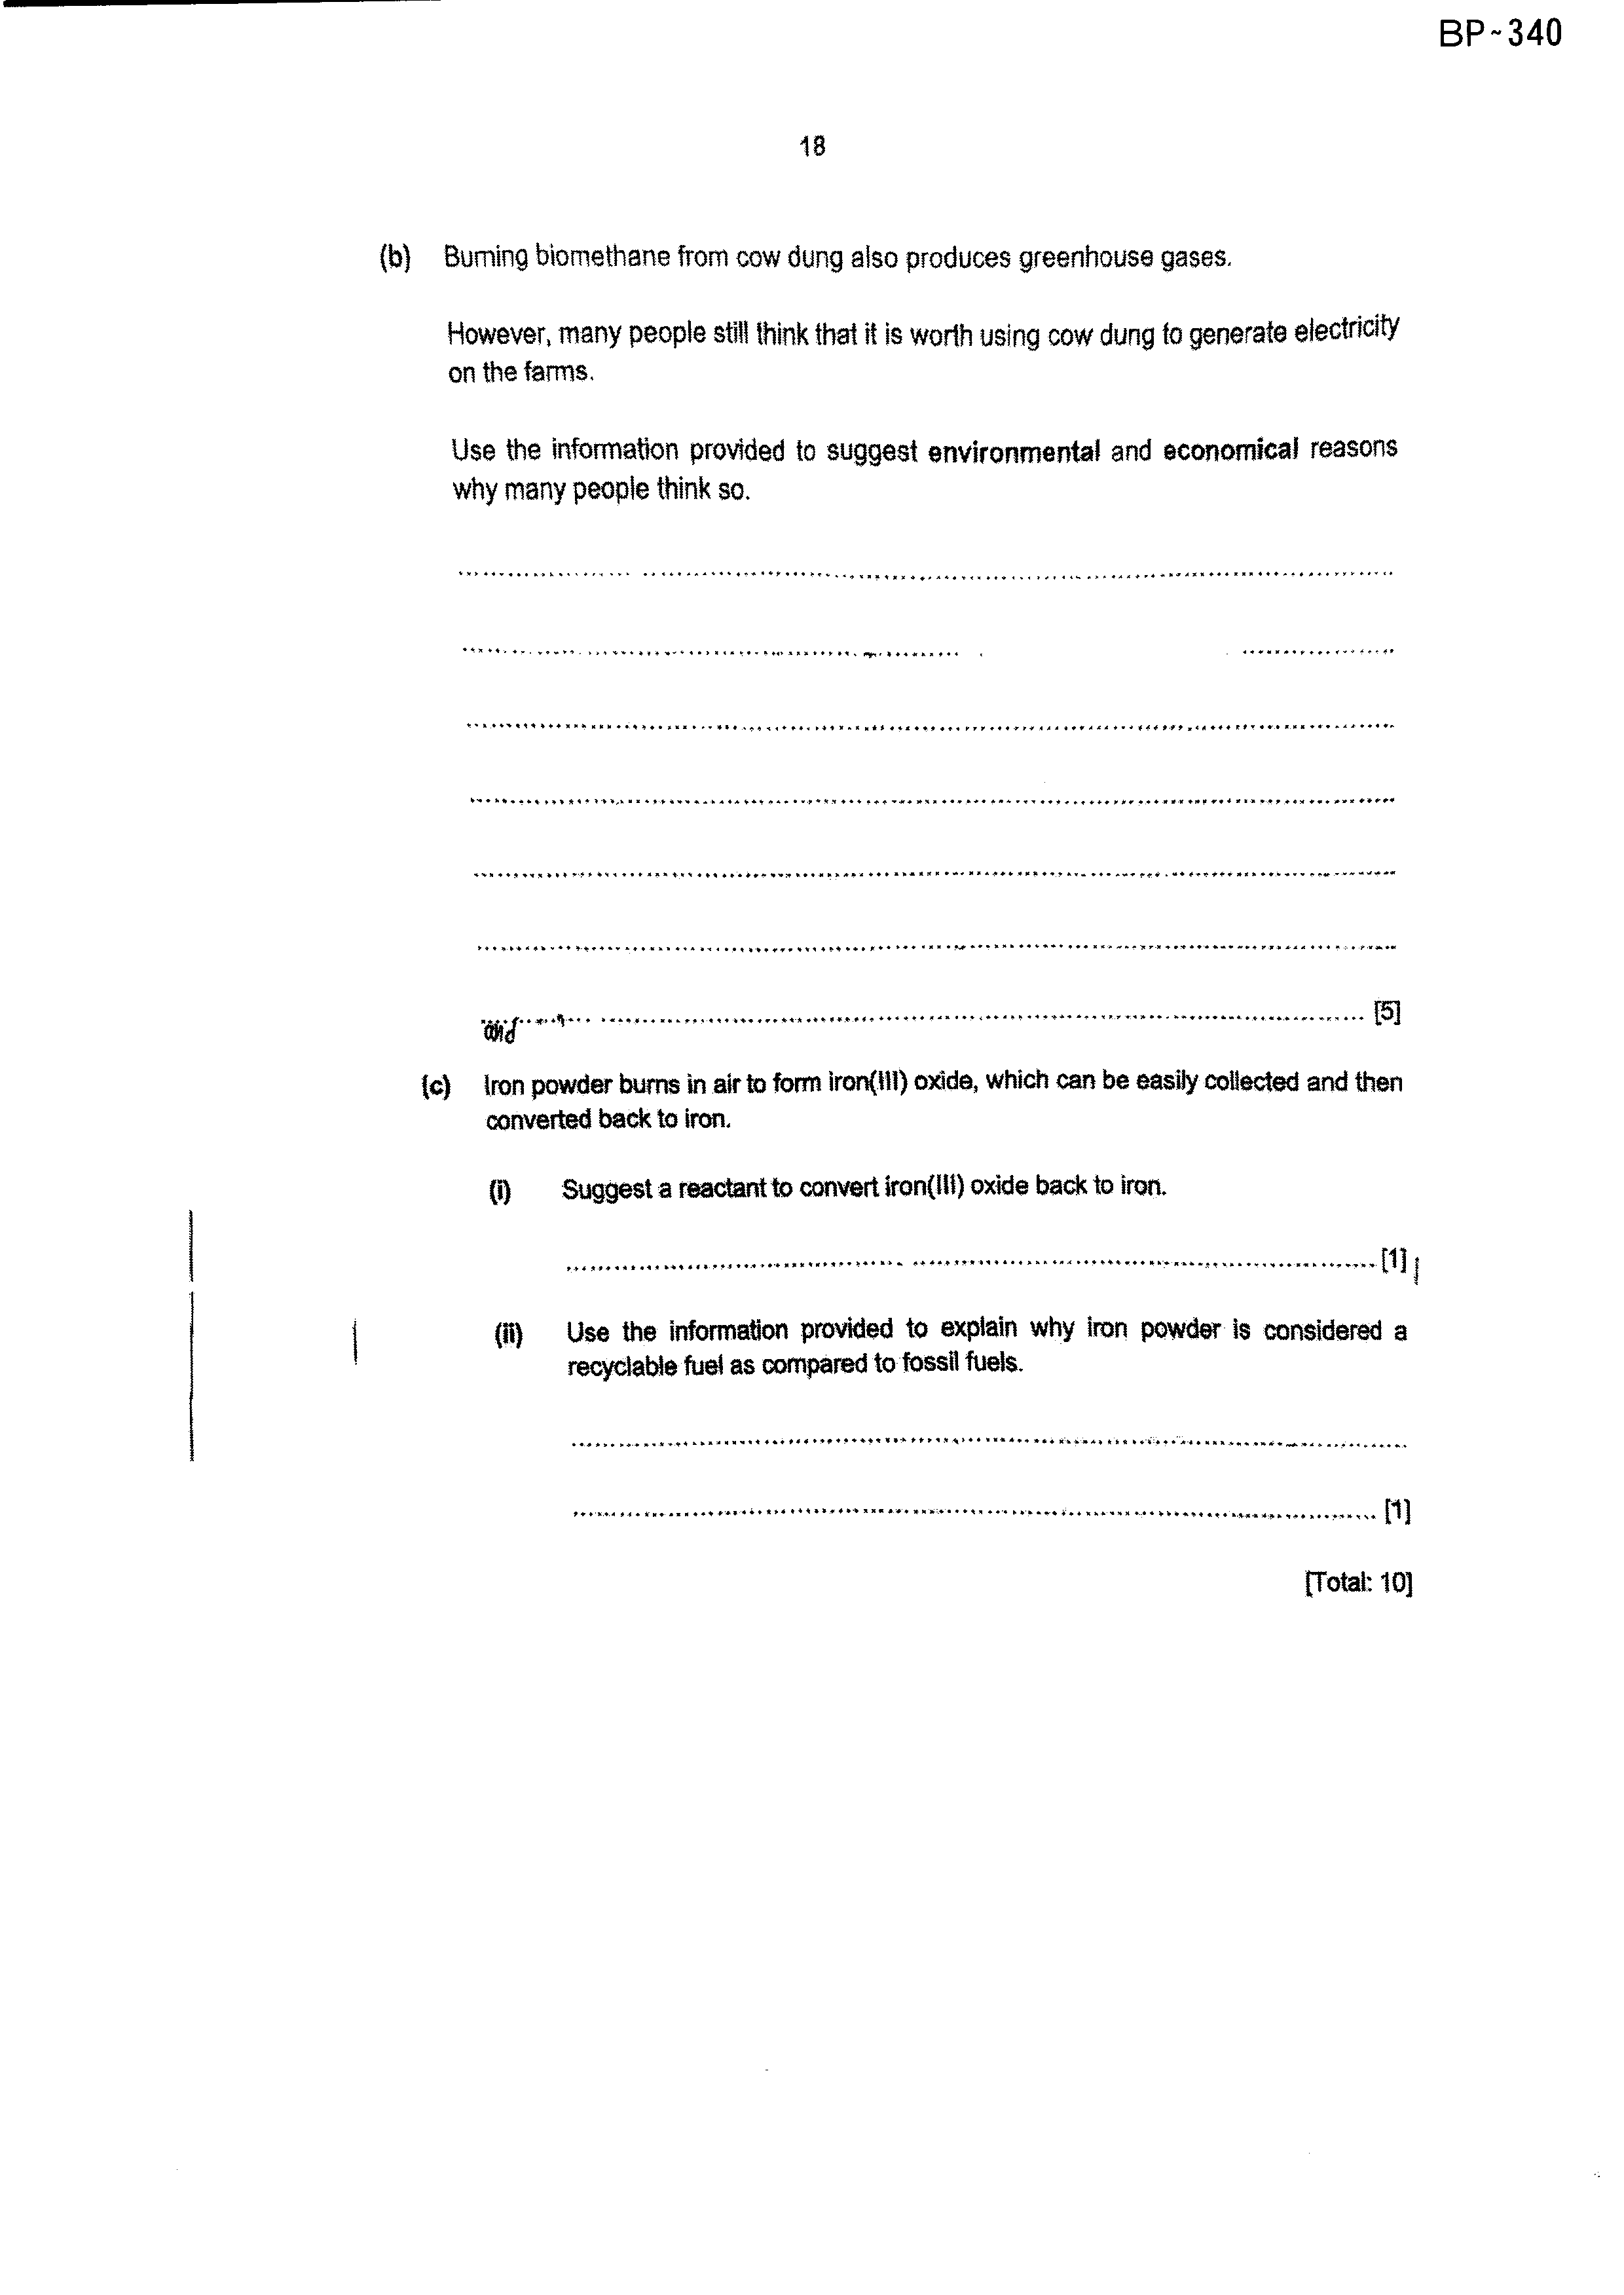 BP~340
18
(b) Burning biomethane from cow dung also produces greenhouse gases.
However, many people still think that it is worth using cow dung to generate electricity
on the farms.
Use the information provided to suggest environmental and economical reasons
why many people think so.
[5]
and
(c) Iron powder burns in air to form iron(III) oxide, which can be easily collected and then
converted back to iron.
(i) Suggest a reactant to convert iron(III) oxide back to iron.
[1]
(ii) Use the information provided to explain why iron powder is considered a
recyclable fuel as compared to fossil fuels.
[1]
[Total: 10]